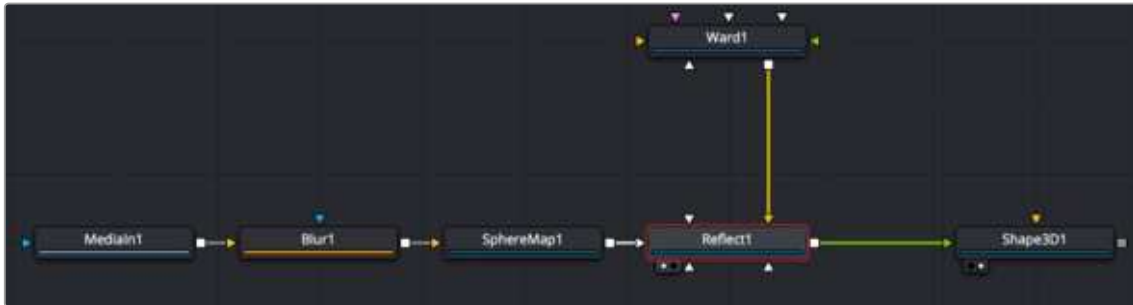 Ward1
MediaIn1
Blur1
SphereMap1
Reflect1
Shape3D1